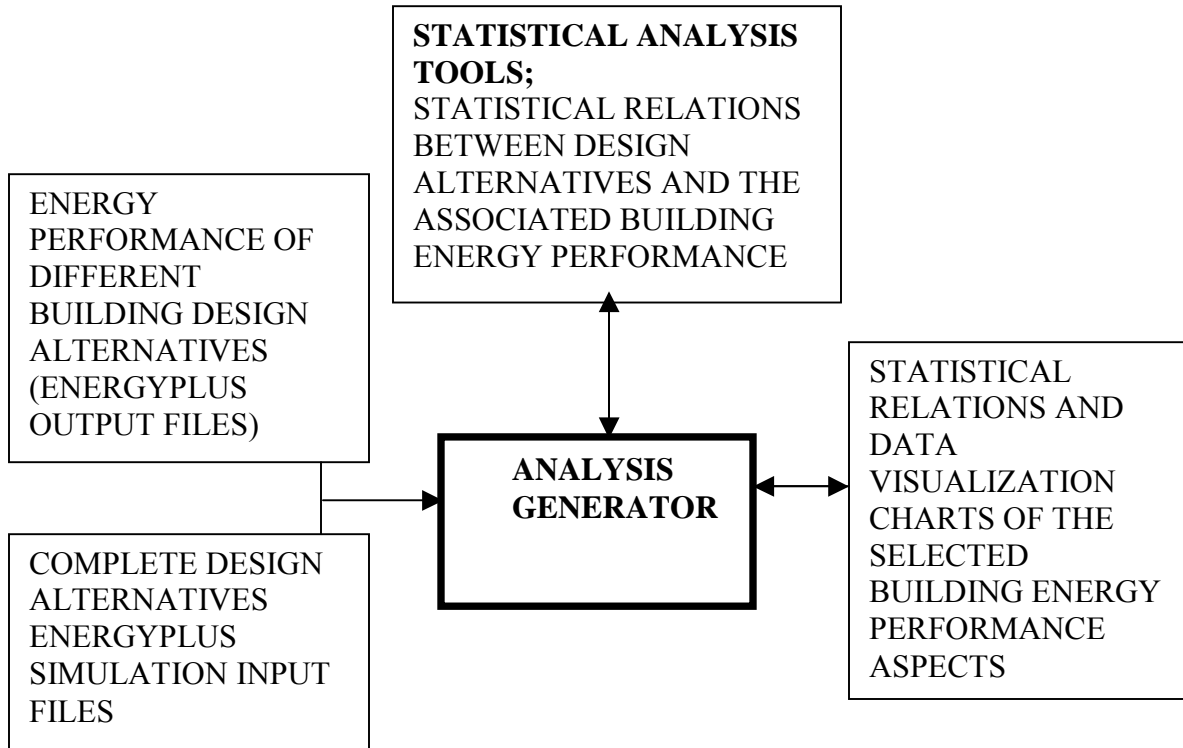 STATISTICAL ANALYSIS
TOOLS;
STATISTICAL RELATIONS
BETWEEN DESIGN
ALTERNATIVES AND THE
ASSOCIATED BUILDING
ENERGY PERFORMANCE
ENERGY
PERFORMANCE OF
DIFFERENT
BUILDING DESIGN
ALTERNATIVES
(ENERGYPLUS
OUTPUT FILES)
COMPLETE DESIGN
ALTERNATIVES
ENERGYPLUS
SIMULATION INPUT
FILES
ANALYSIS
GENERATOR
STATISTICAL
RELATIONS AND
DATA
VISUALIZATION
CHARTS OF THE
SELECTED
BUILDING ENERGY
PERFORMANCE
ASPECTS